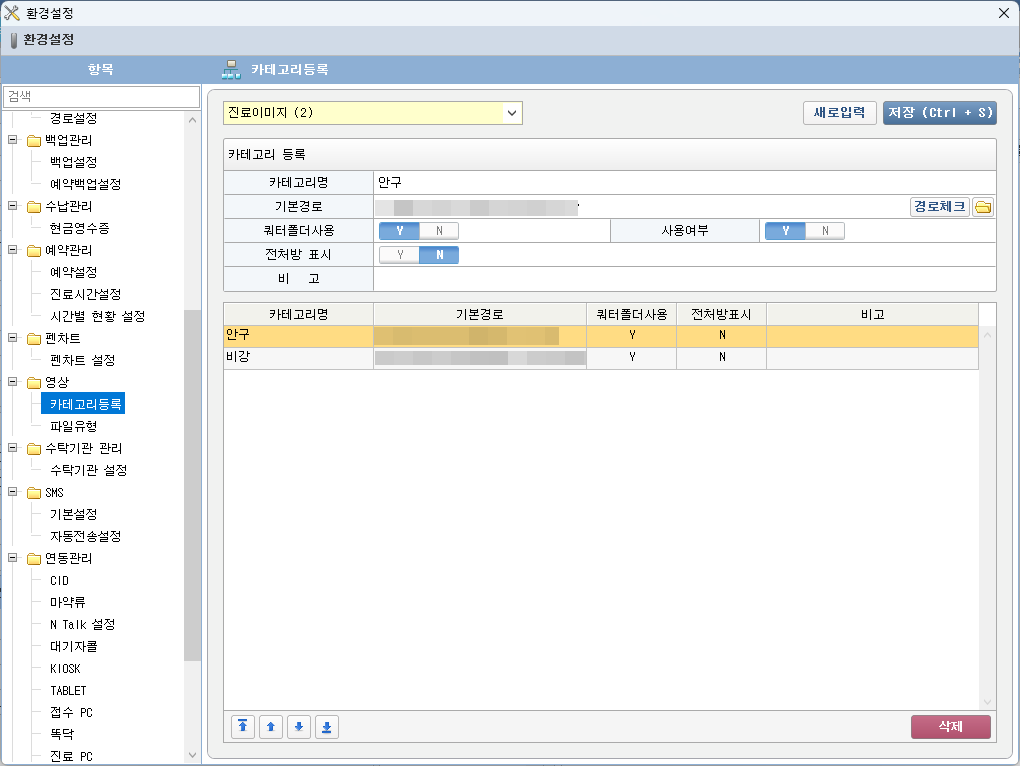 환경설정
환경설정
항목
카테고리등록
검색
경로설정
백업관리
백업설정
예약백업설정
수납관리
현금영수증
예약관리
예약설정
진료시간설정
시간별 현황 설정
펜차트
펜차트 설정
영상
카테고리등록
파일유형
수탁기관 관리
수탁기관 설정
SMS
기본설정
자동전송설정
연동관리
CID
마약류
N Talk 설정
대기자콜
KIOSK
TABLET
접수 PC
똑닥
진료 PC
진료이미지 (2)
새로입력 저장 (Ctrl + S)
카테고리 등록
카테고리명 안구
기본경로 경로체크
쿼터폴더사용 Y N 사용여부 Y N
전처방 표시 Y N
비 고
카테고리명 기본경로 쿼터폴더사용 전처방표시 비고
안구 Y N
비강 Y N
삭제